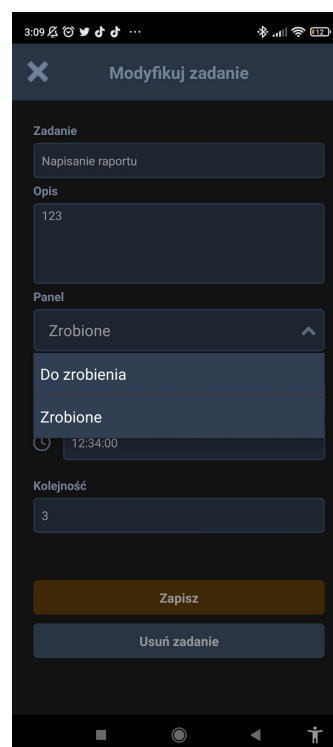 3:09
12
Modyfikuj zadanie
Zadanie
Napisanie raportu
Opis
123
Panel
Zrobione
Do zrobienia
Zrobione
12:34:00
Kolejność
3
Zapisz
Usuń zadanie